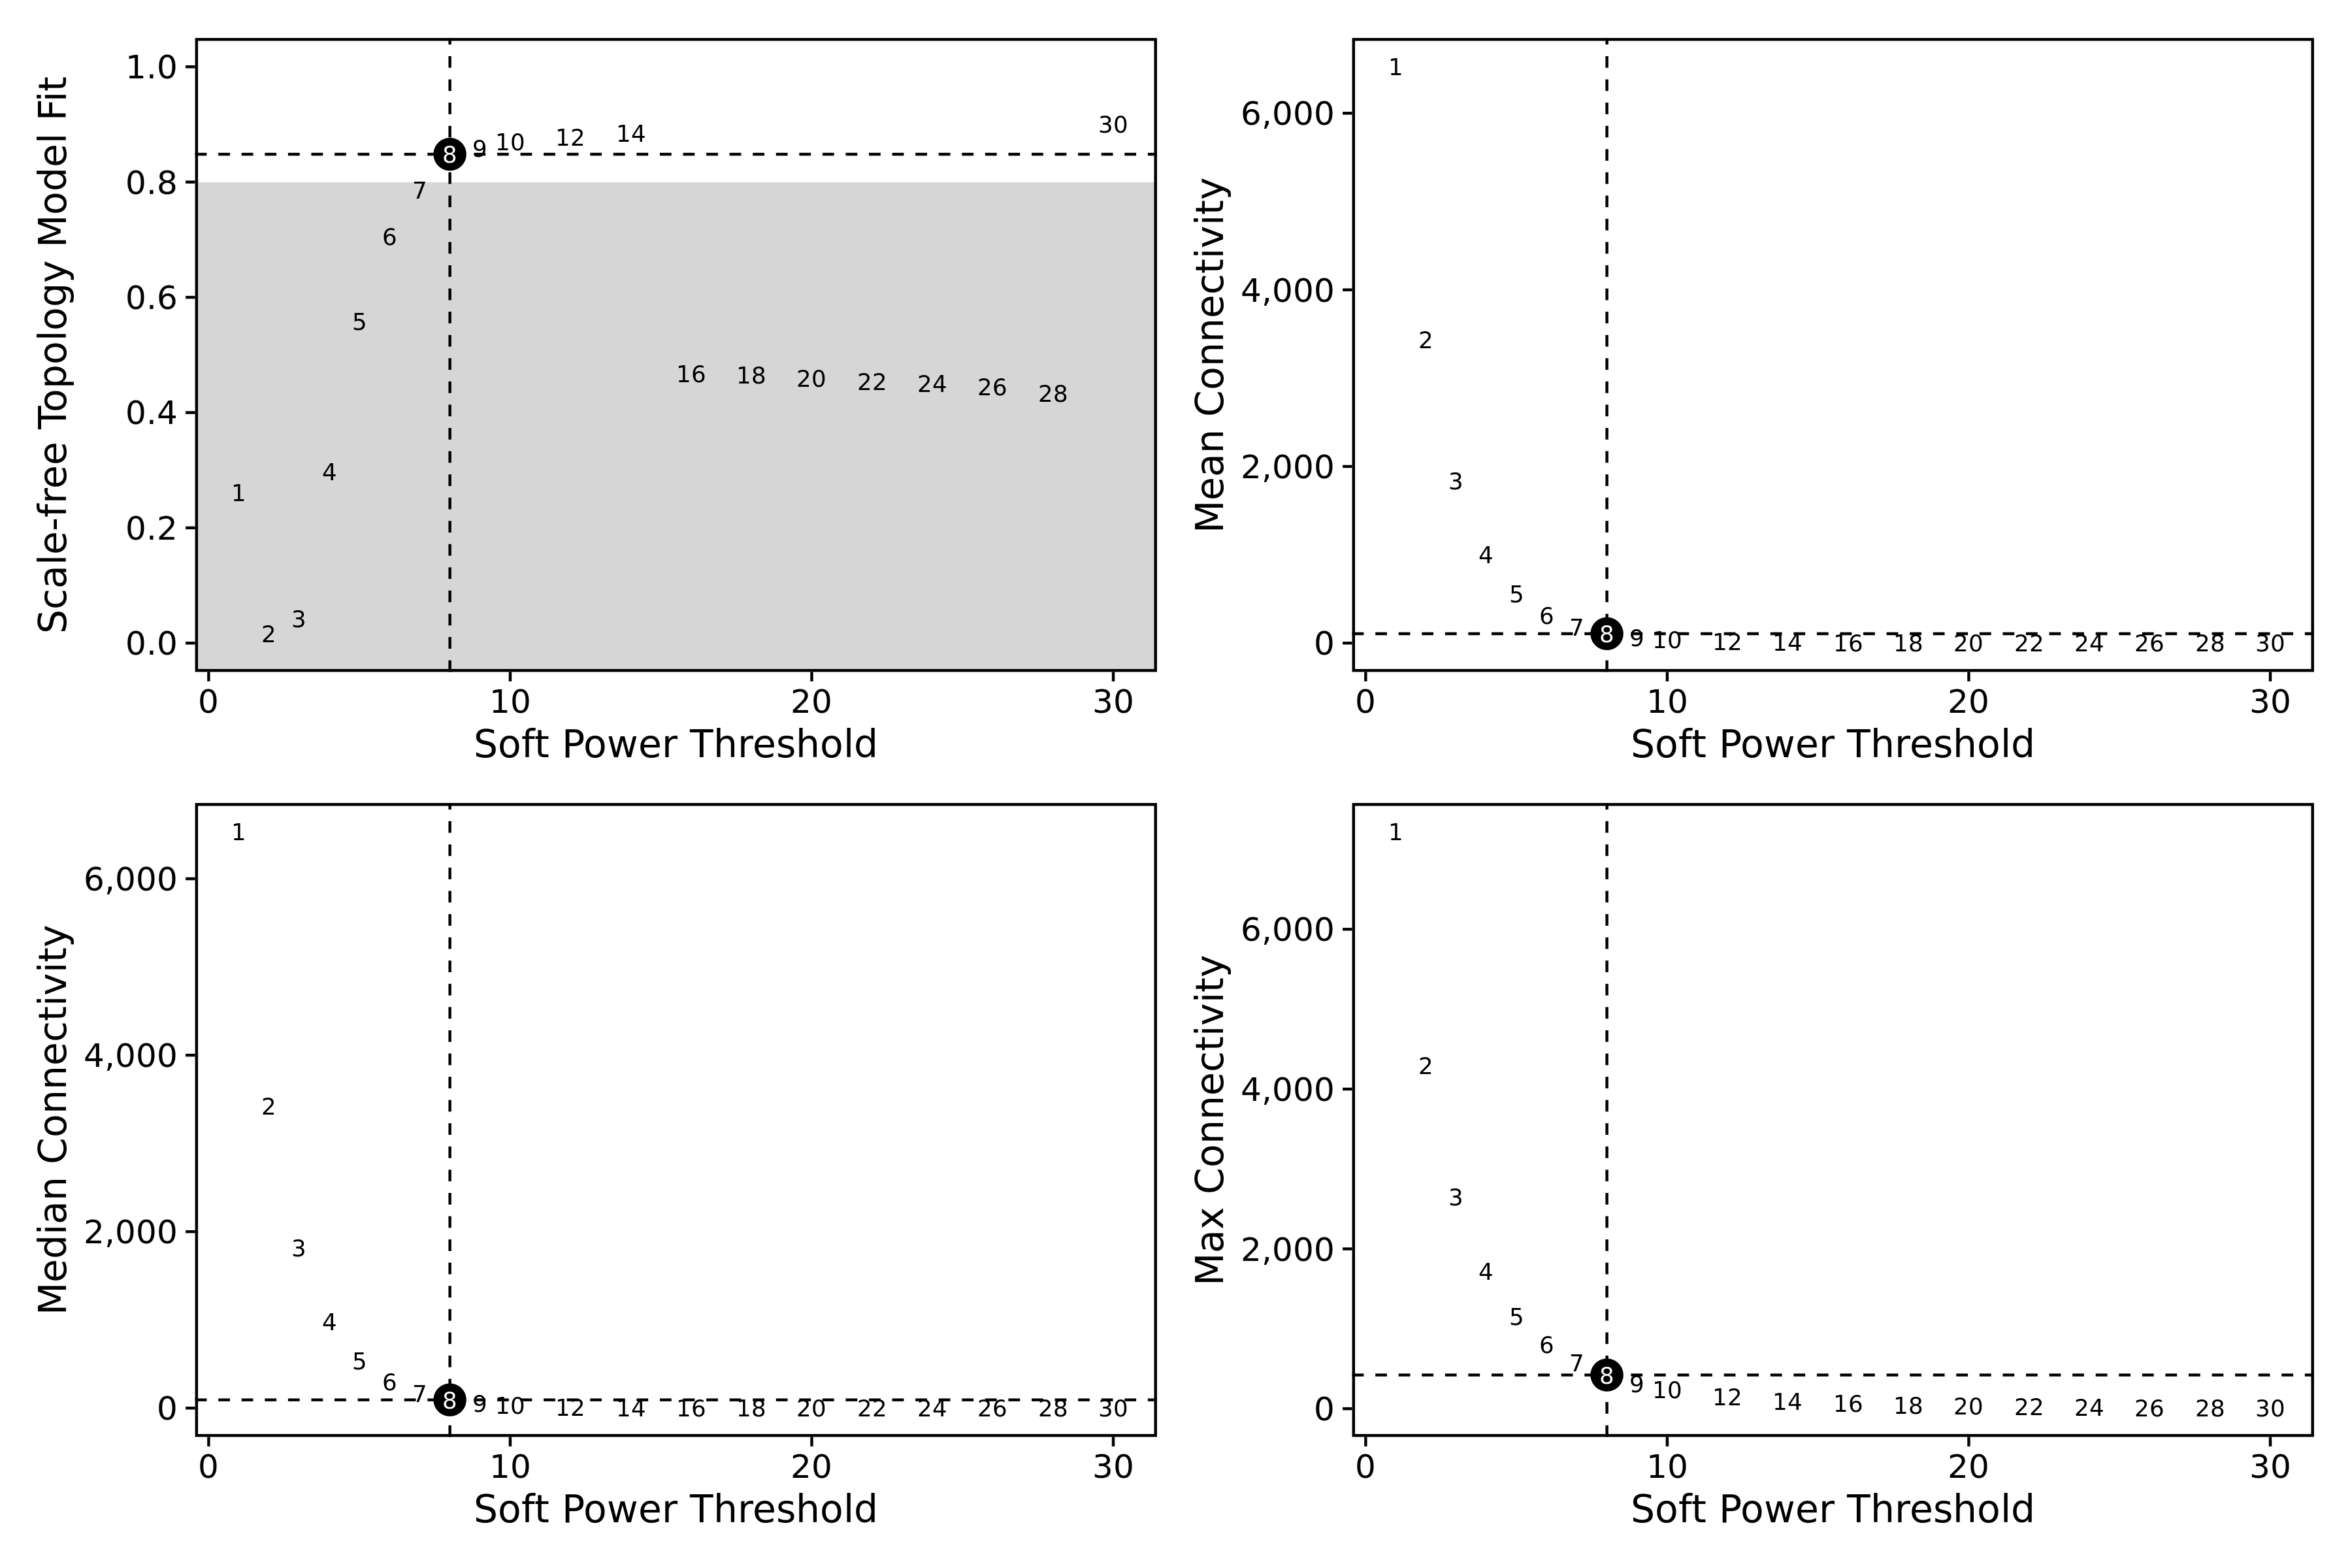 Scale-free Topology Model Fit
1.0
0.8
0.6
0.4
0.2
0.0
1 2 3 4 5 6 7 8 9 10 12 14 16 18 20 22 24 26 28 30
0 10 20 30
Soft Power Threshold
Mean Connectivity
6,000
4,000
2,000
0
1 2 3 4 5 6 7 8 9 10 12 14 16 18 20 22 24 26 28 30
0 10 20 30
Soft Power Threshold
Median Connectivity
6,000
4,000
2,000
0
1 2 3 4 5 6 7 8 9 10 12 14 16 18 20 22 24 26 28 30
0 10 20 30
Soft Power Threshold
Max Connectivity
6,000
4,000
2,000
0
1 2 3 4 5 6 7 8 9 10 12 14 16 18 20 22 24 26 28 30
0 10 20 30
Soft Power Threshold